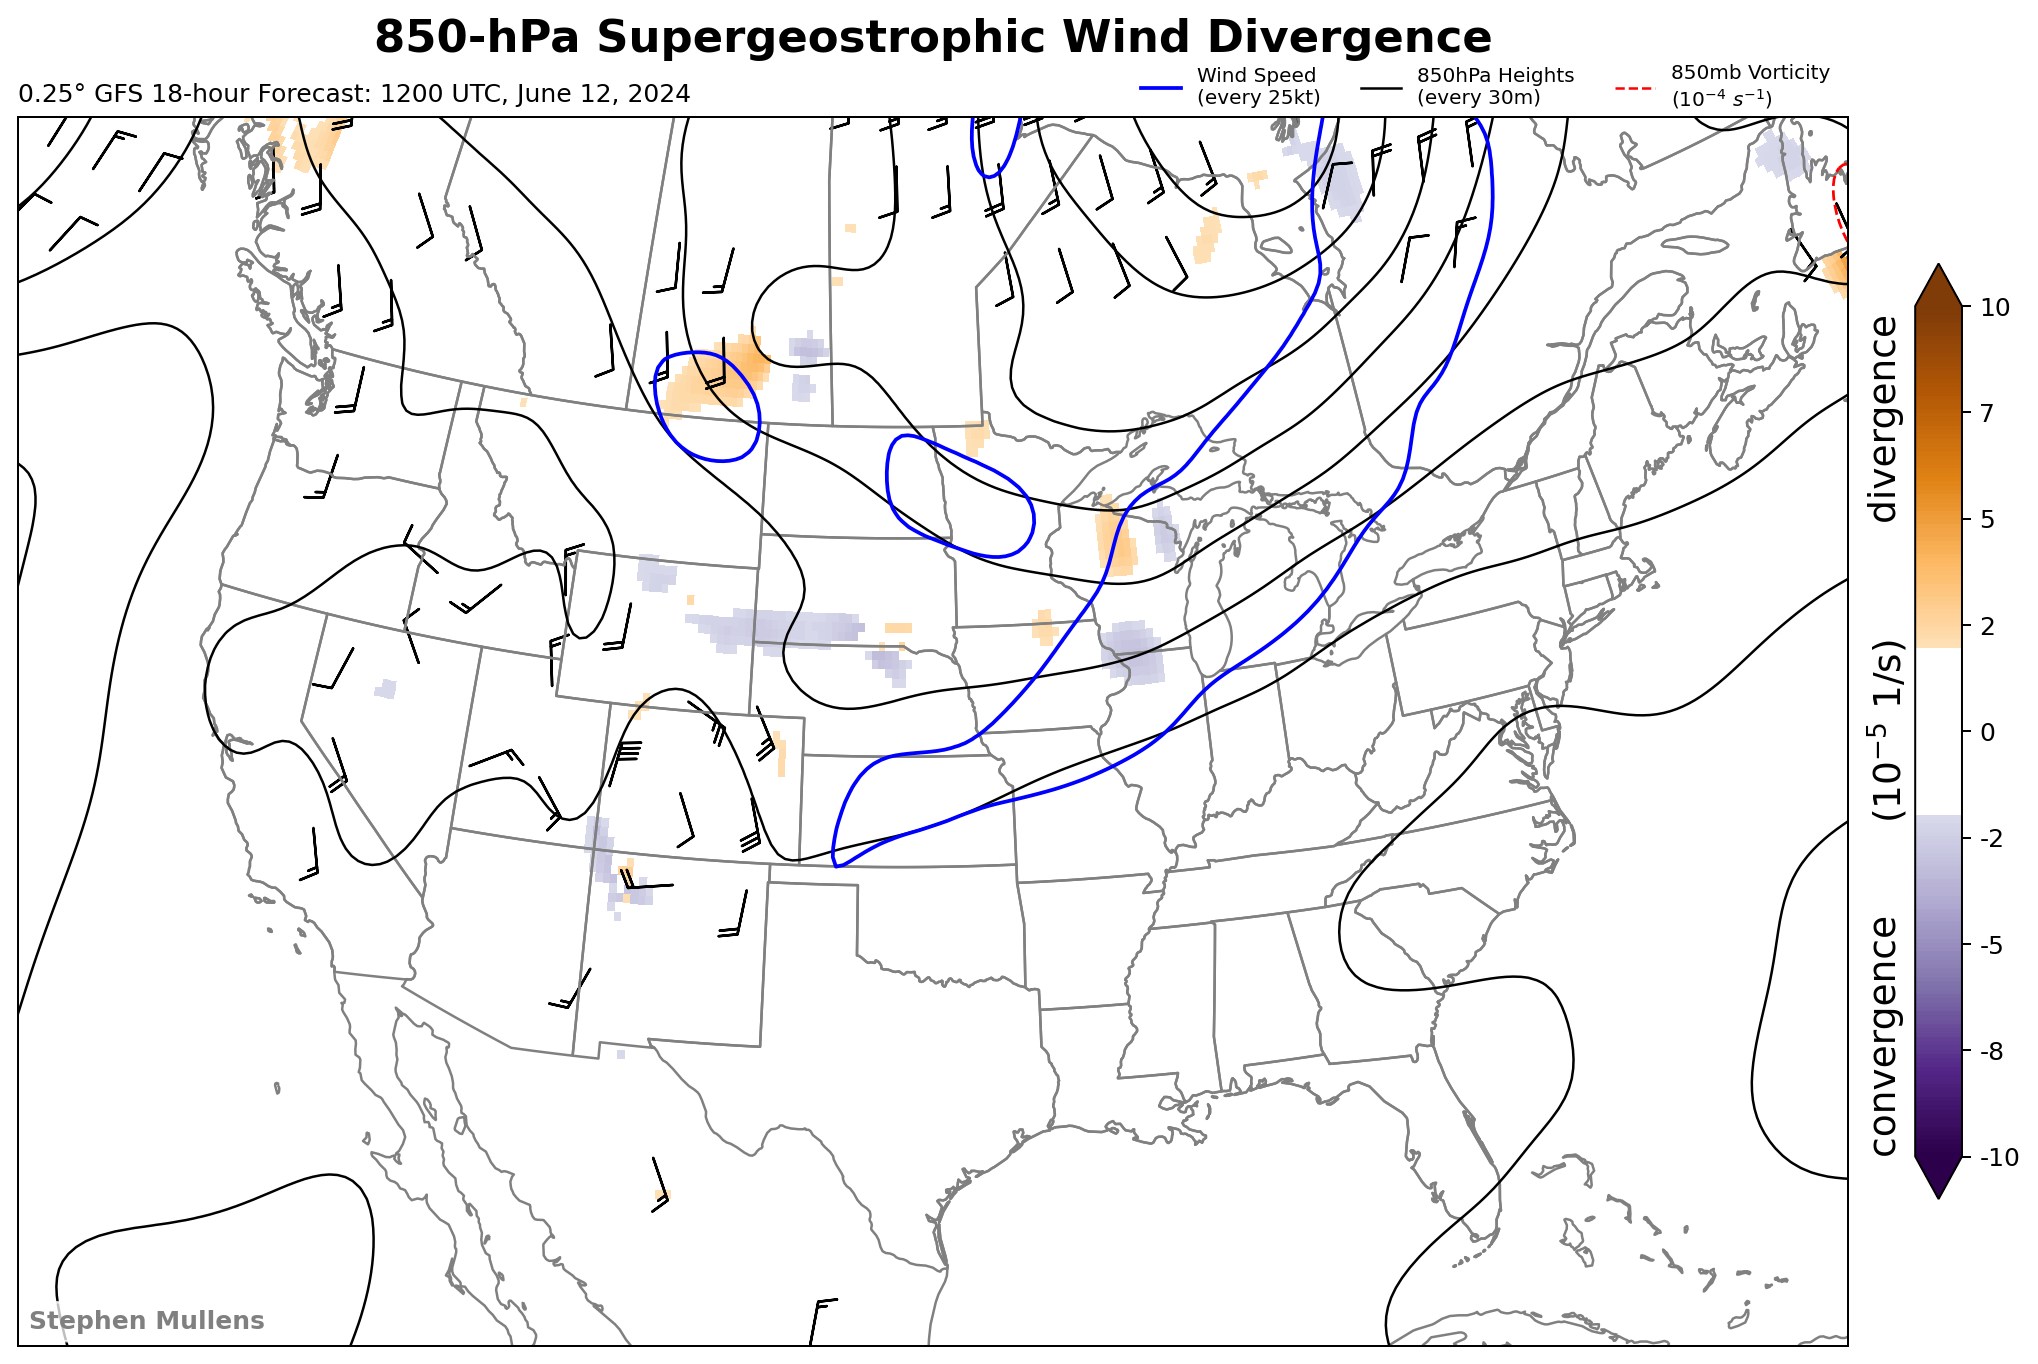 850-hPa Supergeostrophic Wind Divergence
0.25° GFS 18-hour Forecast: 1200 UTC, June 12, 2024
Wind Speed
(every 25kt)
850hPa Heights
(every 30m)
850mb Vorticity
(10⁻⁴ s⁻¹)
convergence (10⁻⁵ 1/s) divergence
10
7
5
2
0
-2
-5
-8
-10
Stephen Mullens